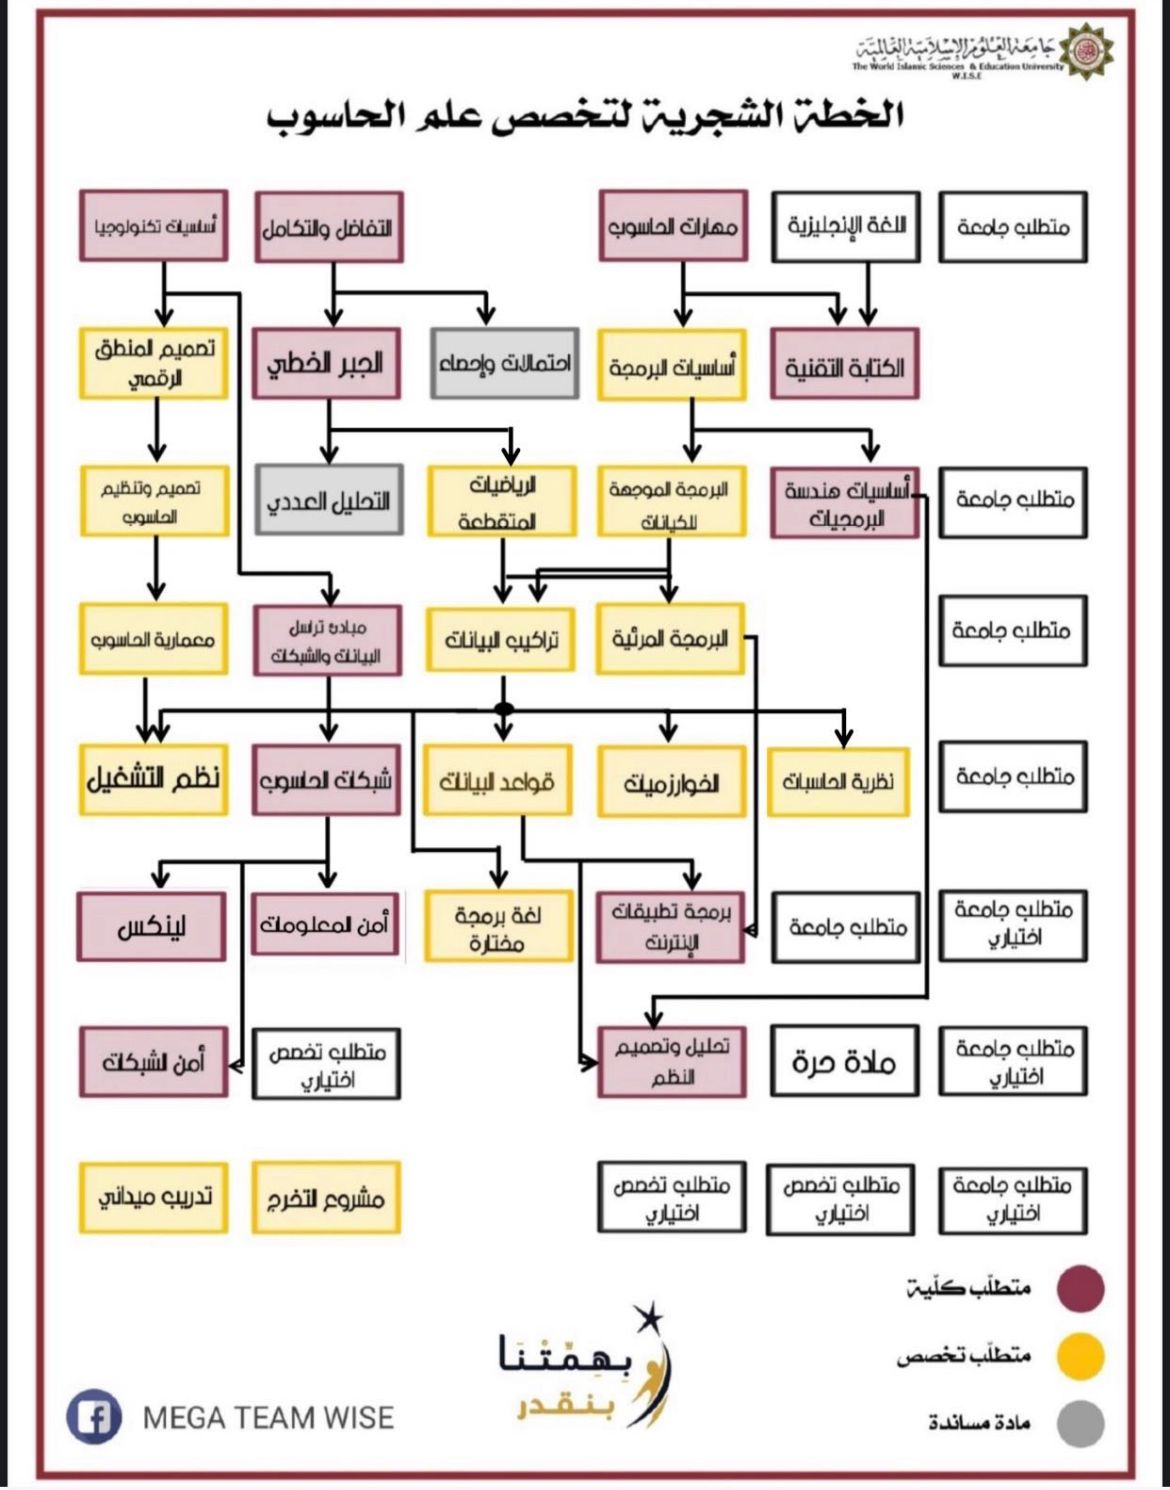 جامعة العلوم الإسلامية العالمية
The World Islamic Sciences & Education University
W.I.S.E
الخطة الشجرية لتخصص علم الحاسوب
متطلب جامعة
اللغة الإنجليزية
مهارات الحاسوب
التفاضل والتكامل
أساسيات تكنولوجيا
الكتابة التقنية
أساسيات البرمجة
احتمالات وإحصاء
الجبر الخطي
تصميم المنطق
الرقمي
متطلب جامعة
أساسيات هندسة
البرمجيات
البرمجة الموجهة
للكيانات
الرياضيات
المتقطعة
التحليل العددي
تصميم وتنظيم
الحاسوب
متطلب جامعة
البرمجة المرئية
تراكيب البيانات
مبادئ تراسل
البيانات والشبكات
معمارية الحاسوب
متطلب جامعة
نظرية الحاسبات
الخوارزميات
قواعد البيانات
شبكات الحاسوب
نظم التشغيل
متطلب جامعة
اختياري
متطلب جامعة
برمجة تطبيقات
الإنترنت
لغة برمجة
مختارة
أمن المعلومات
لينكس
متطلب جامعة
اختياري
مادة حرة
تحليل وتصميم
النظم
متطلب تخصص
اختياري
أمن الشبكات
متطلب جامعة
اختياري
متطلب تخصص
اختياري
متطلب تخصص
اختياري
مشروع التخرج
تدريب ميداني
متطلّب كلّية
متطلّب تخصص
مادة مساندة
بِهِمّتْنَا
بنقدر
MEGA TEAM WISE